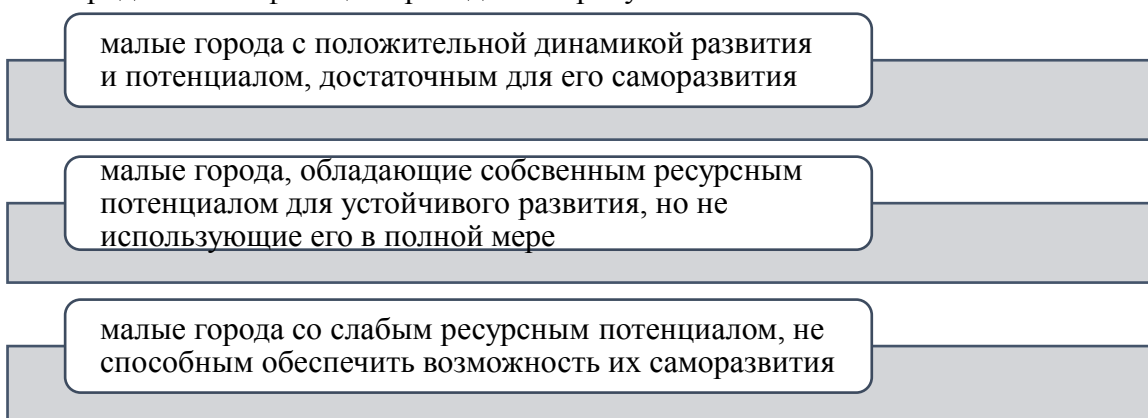 малые города с положительной динамикой развития
и потенциалом, достаточным для его саморазвития
малые города, обладающие собсвенным ресурсным
потенциалом для устойчивого развития, но не
использующие его в полной мере
малые города со слабым ресурсным потенциалом, не
способным обеспечить возможность их саморазвития